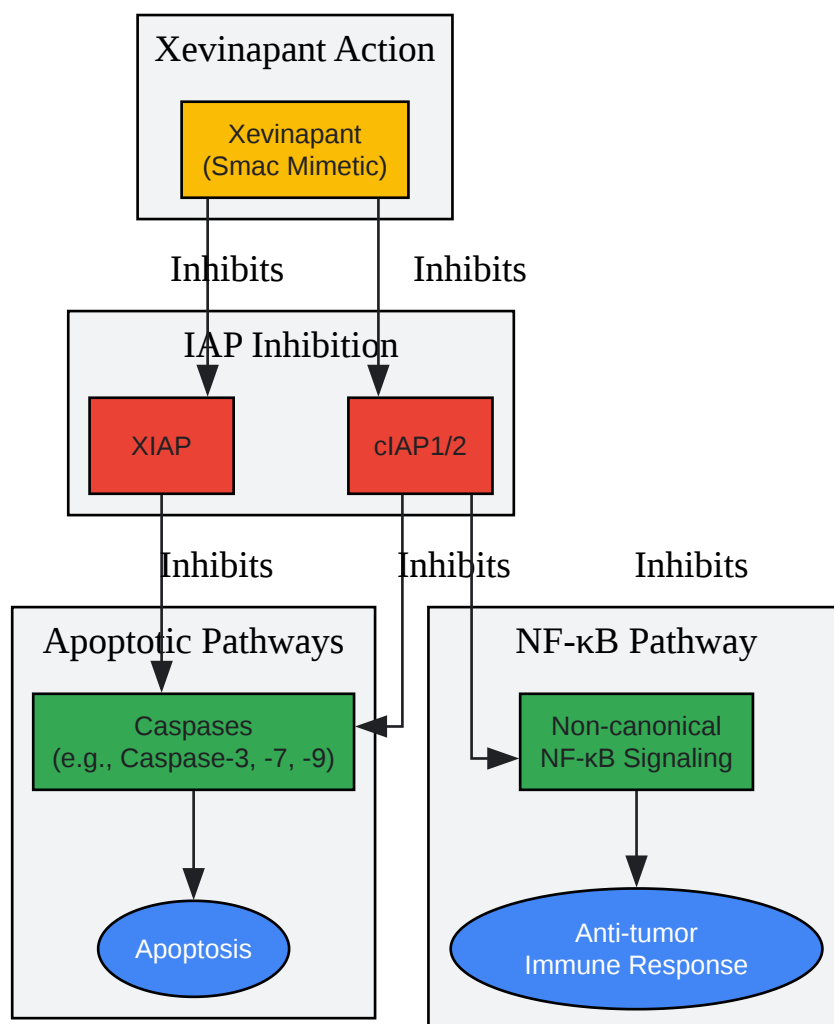 Xevinapant Action
Xevinapant
(Smac Mimetic)
Inhibits
Inhibits
IAP Inhibition
XIAP
cIAP1/2
Inhibits
Inhibits
Inhibits
Apoptotic Pathways
NF-κB Pathway
Caspases
(e.g., Caspase-3, -7, -9)
Non-canonical
NF-κB Signaling
Apoptosis
Anti-tumor
Immune Response